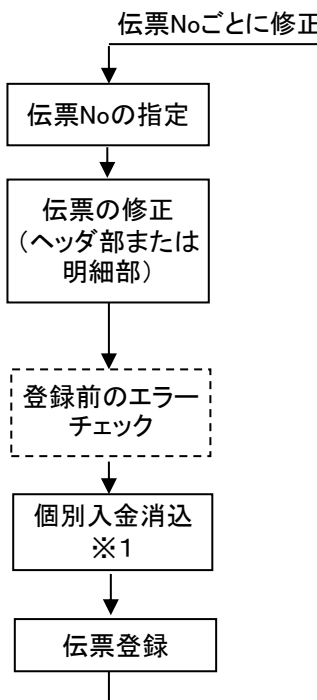 伝票Noごとに修正
伝票Noの指定
伝票の修正
（ヘッダ部または
明細部）
登録前のエラー
チェック
個別入金消込
※1
伝票登録